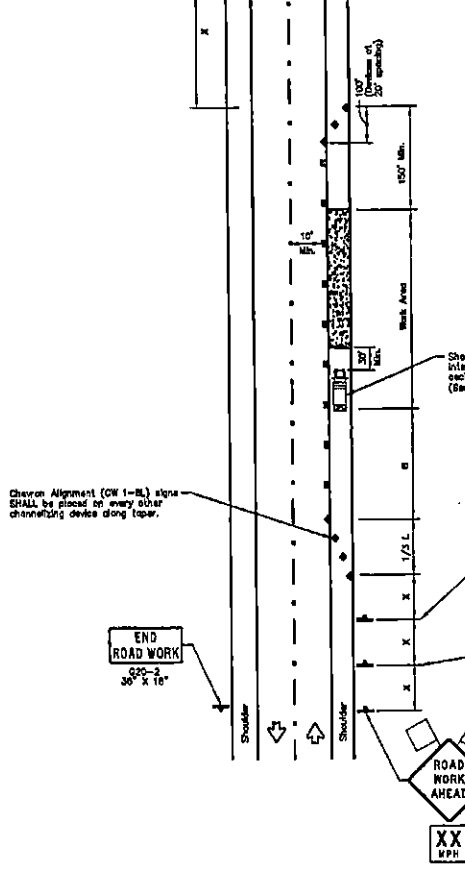 X
100'
(Devices at
20' spacing)
150' Min.
10'
Min.
Work Area
30'
Min.
Sho
B
Chevron Alignment (CW 1-8L) signs
SHALL be placed on every other
channelizing device along taper.
1/3 L
X
X
X
END
ROAD WORK
G20-2
36" X 18"
Shoulder
Shoulder
ROAD
WORK
AHEAD
XX
MPH